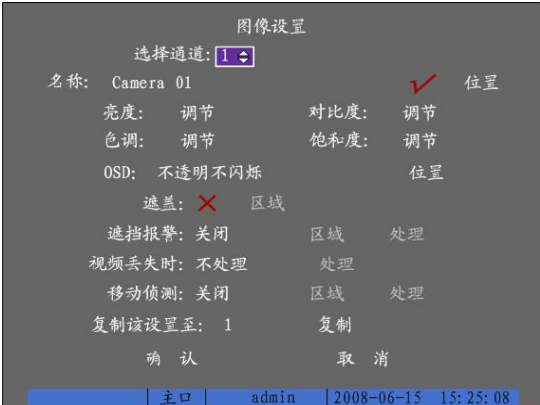 图像设置
选择通道: 1
名称: Camera 01 位置
亮度: 调节 对比度: 调节
色调: 调节 饱和度: 调节
OSD: 不透明不闪烁 位置
遮盖: 区域
遮挡报警: 关闭 区域 处理
视频丢失时: 不处理 处理
移动侦测: 关闭 区域 处理
复制该设置至: 1 复制
确 认 取 消
主口 admin 2008-06-15 15:25:08